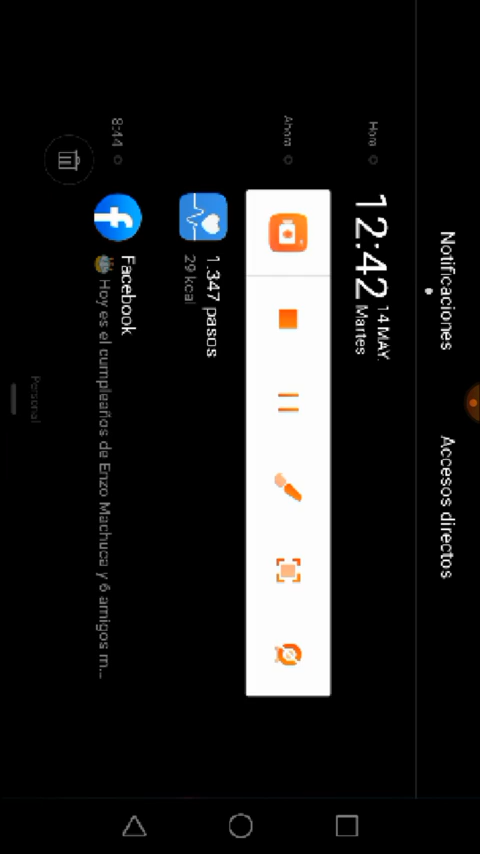 Notificaciones
Accesos directos
Hora
12:42
14 MAY.
Martes
Ahora
1.347 pasos
29 kcal
8:44
Facebook
Hoy es el cumpleaños de Enzo Machuca y 6 amigos m...
Personal